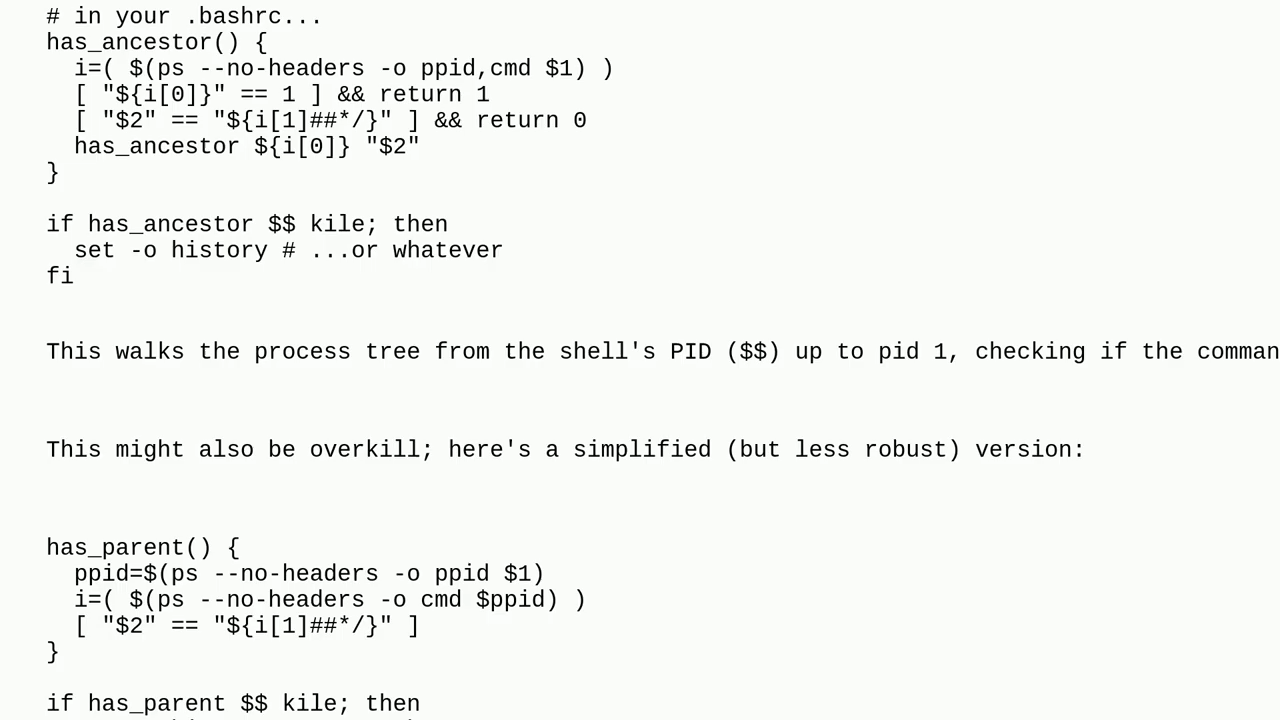 # in your .bashrc...
has_ancestor() {
  i=( $(ps --no-headers -o ppid,cmd $1) )
  [ "${i[0]}" == 1 ] && return 1
  [ "$2" == "${i[1]##*/}" ] && return 0
  has_ancestor ${i[0]} "$2"
}

if has_ancestor $$ kile; then
  set -o history # ...or whatever
fi

This walks the process tree from the shell's PID ($$) up to pid 1, checking if the comman

This might also be overkill; here's a simplified (but less robust) version:

has_parent() {
  ppid=$(ps --no-headers -o ppid $1)
  i=( $(ps --no-headers -o cmd $ppid) )
  [ "$2" == "${i[1]##*/}" ]
}

if has_parent $$ kile; then